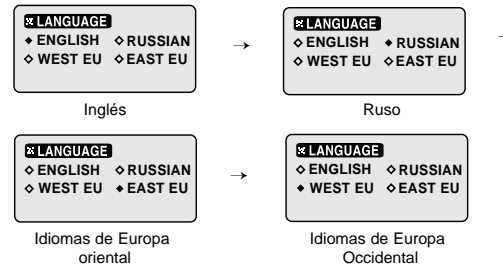 LANGUAGE
◆ ENGLISH ◇ RUSSIAN
◇ WEST EU ◇ EAST EU
Inglés
→
LANGUAGE
◇ ENGLISH ◆ RUSSIAN
◇ WEST EU ◇ EAST EU
Ruso
→
LANGUAGE
◇ ENGLISH ◇ RUSSIAN
◇ WEST EU ◆ EAST EU
Idiomas de Europa
oriental
→
LANGUAGE
◇ ENGLISH ◇ RUSSIAN
◆ WEST EU ◇ EAST EU
Idiomas de Europa
Occidental